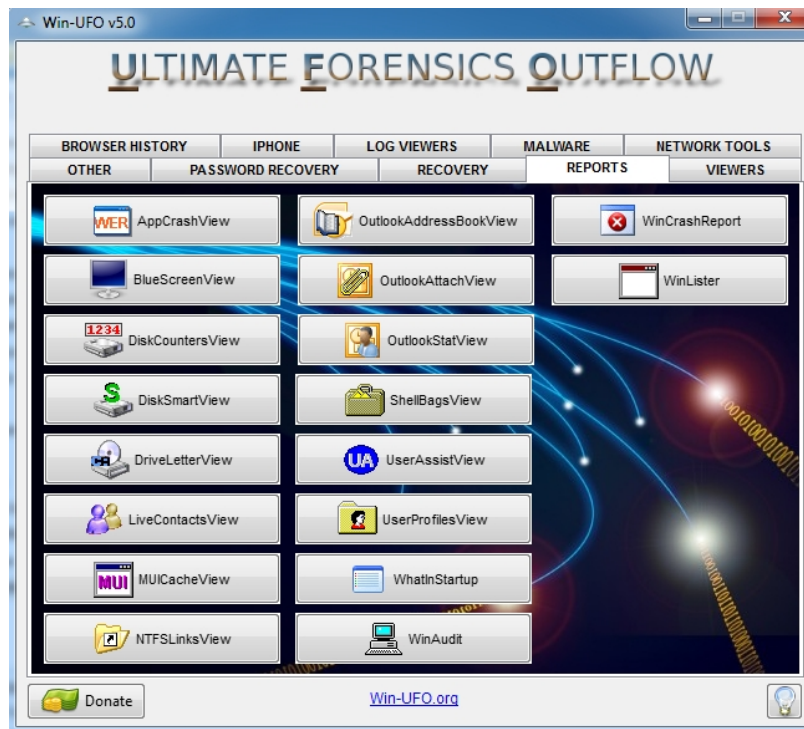 Win-UFO v5.0
ULTIMATE FORENSICS OUTFLOW
BROWSER HISTORY IPHONE LOG VIEWERS MALWARE NETWORK TOOLS
OTHER PASSWORD RECOVERY RECOVERY REPORTS VIEWERS
WER AppCrashView OutlookAddressBookView WinCrashReport
BlueScreenView OutlookAttachView WinLister
1234 DiskCountersView OutlookStatView
S DiskSmartView ShellBagsView
DriveLetterView UA UserAssistView
LiveContactsView UserProfilesView
MUI MUICacheView WhatInStartup
NTFSLinksView WinAudit
Donate Win-UFO.org